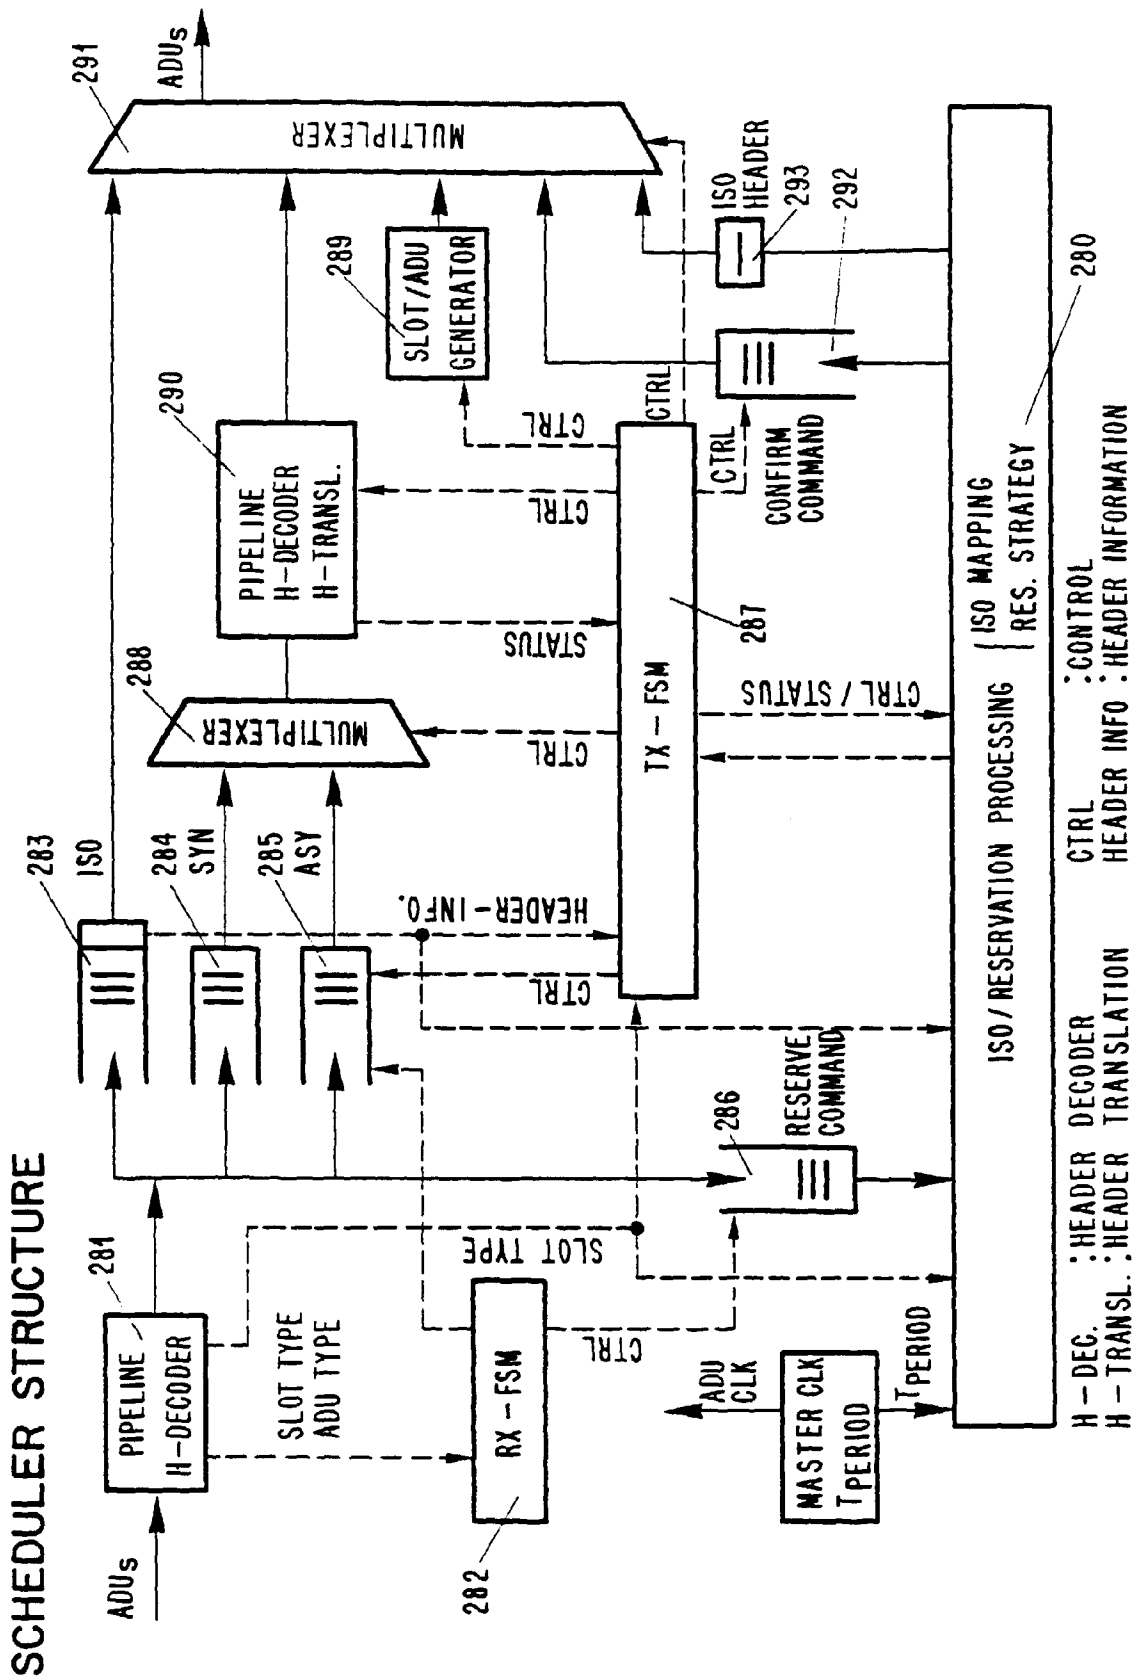 SCHEDULER STRUCTURE
ADUs
281
PIPELINE
H-DECODER
SLOT TYPE
ADU TYPE
282
RX-FSM
SLOT TYPE
CTRL
ADU
CLK
MASTER CLK
TPERIOD
TPERIOD
286
RESERVE
COMMAND
283
ISO
284
SYN
285
ASY
HEADER-INFO.
CTRL
288
MULTIPLEXER
CTRL
290
PIPELINE
H-DECODER
H-TRANSL.
STATUS
CTRL
289
SLOT/ADU
GENERATOR
CTRL
CTRL
CTRL
TX-FSM
287
CTRL / STATUS
CONFIRM
COMMAND
291
MULTIPLEXER
ADUs
ISO
HEADER
293
292
280
ISO/RESERVATION PROCESSING
ISO MAPPING
RES. STRATEGY
H-DEC. :HEADER DECODER
H-TRANSL. :HEADER TRANSLATION
CTRL :CONTROL
HEADER INFO :HEADER INFORMATION